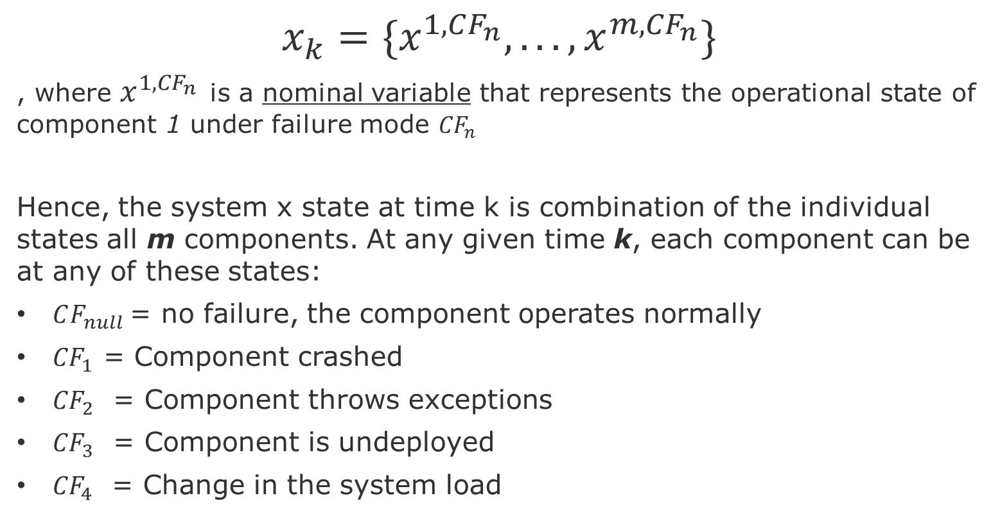 x_k = {x^{1,CF_n}, ..., x^{m,CF_n}}
, where x^{1,CF_n} is a nominal variable that represents the operational state of
component 1 under failure mode CF_n
Hence, the system x state at time k is combination of the individual
states all m components. At any given time k, each component can be
at any of these states:
• CF_{null} = no failure, the component operates normally
• CF_1 = Component crashed
• CF_2 = Component throws exceptions
• CF_3 = Component is undeployed
• CF_4 = Change in the system load